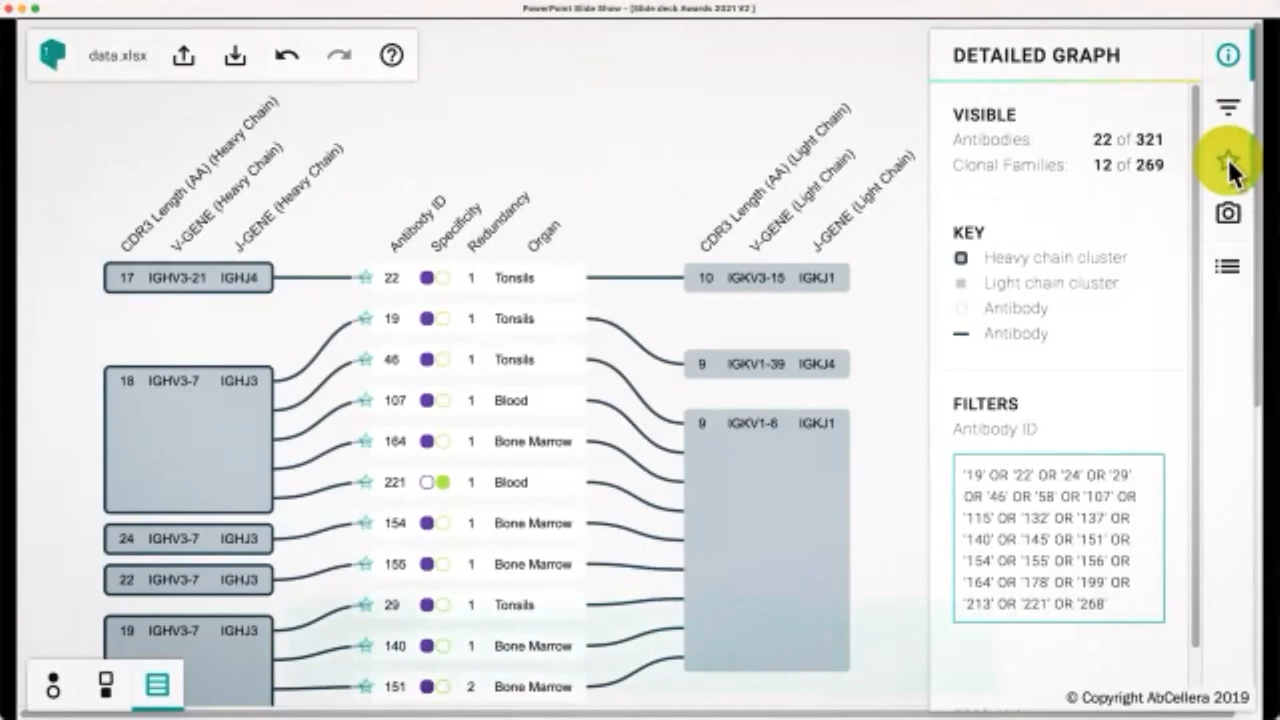 PowerPoint Slide Show - [Slide deck Awards 2021 V2 ]
data.xlsx
DETAILED GRAPH
VISIBLE
Antibodies: 22 of 321
Clonal Families: 12 of 269
KEY
Heavy chain cluster
Light chain cluster
Antibody
Antibody
FILTERS
Antibody ID
'19' OR '22' OR '24' OR '29'
OR '46' OR '58' OR '107' OR
'115' OR '132' OR '137' OR
'140' OR '145' OR '151' OR
'154' OR '155' OR '156' OR
'164' OR '178' OR '199' OR
'213' OR '221' OR '268'
CDR3 Length (AA) (Heavy Chain)
V-GENE (Heavy Chain)
J-GENE (Heavy Chain)
Antibody ID
Specificity
Redundancy
Organ
CDR3 Length (AA) (Light Chain)
V-GENE (Light Chain)
J-GENE (Light Chain)
17 IGHV3-21 IGHJ4
22 1 Tonsils
10 IGKV3-15 IGKJ1
19 1 Tonsils
46 1 Tonsils
9 IGKV1-39 IGKJ4
18 IGHV3-7 IGHJ3
107 1 Blood
9 IGKV1-6 IGKJ1
164 1 Bone Marrow
221 1 Blood
24 IGHV3-7 IGHJ3
154 1 Bone Marrow
22 IGHV3-7 IGHJ3
155 1 Bone Marrow
29 1 Tonsils
19 IGHV3-7 IGHJ3
140 1 Bone Marrow
151 2 Bone Marrow
© Copyright AbCellera 2019